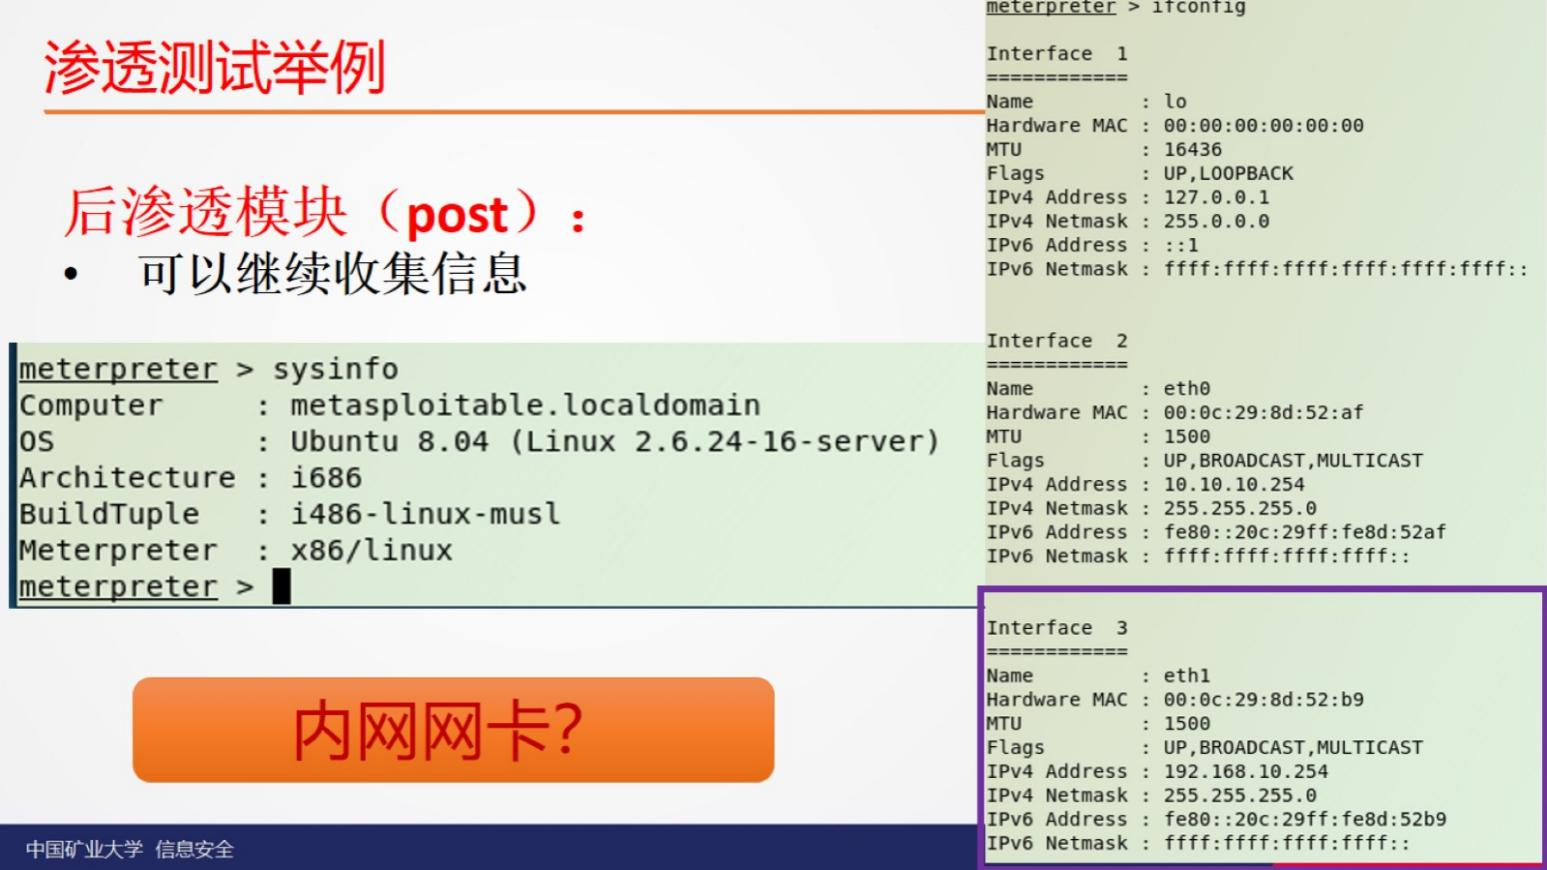 渗透测试举例
后渗透模块（post）：
• 可以继续收集信息
meterpreter > sysinfo
Computer : metasploitable.localdomain
OS : Ubuntu 8.04 (Linux 2.6.24-16-server)
Architecture : i686
BuildTuple : i486-linux-musl
Meterpreter : x86/linux
meterpreter >
内网网卡？
中国矿业大学 信息安全
meterpreter > ifconfig
Interface 1
============
Name : lo
Hardware MAC : 00:00:00:00:00:00
MTU : 16436
Flags : UP,LOOPBACK
IPv4 Address : 127.0.0.1
IPv4 Netmask : 255.0.0.0
IPv6 Address : ::1
IPv6 Netmask : ffff:ffff:ffff:ffff:ffff:ffff::
Interface 2
============
Name : eth0
Hardware MAC : 00:0c:29:8d:52:af
MTU : 1500
Flags : UP,BROADCAST,MULTICAST
IPv4 Address : 10.10.10.254
IPv4 Netmask : 255.255.255.0
IPv6 Address : fe80::20c:29ff:fe8d:52af
IPv6 Netmask : ffff:ffff:ffff:ffff::
Interface 3
============
Name : eth1
Hardware MAC : 00:0c:29:8d:52:b9
MTU : 1500
Flags : UP,BROADCAST,MULTICAST
IPv4 Address : 192.168.10.254
IPv4 Netmask : 255.255.255.0
IPv6 Address : fe80::20c:29ff:fe8d:52b9
IPv6 Netmask : ffff:ffff:ffff:ffff::